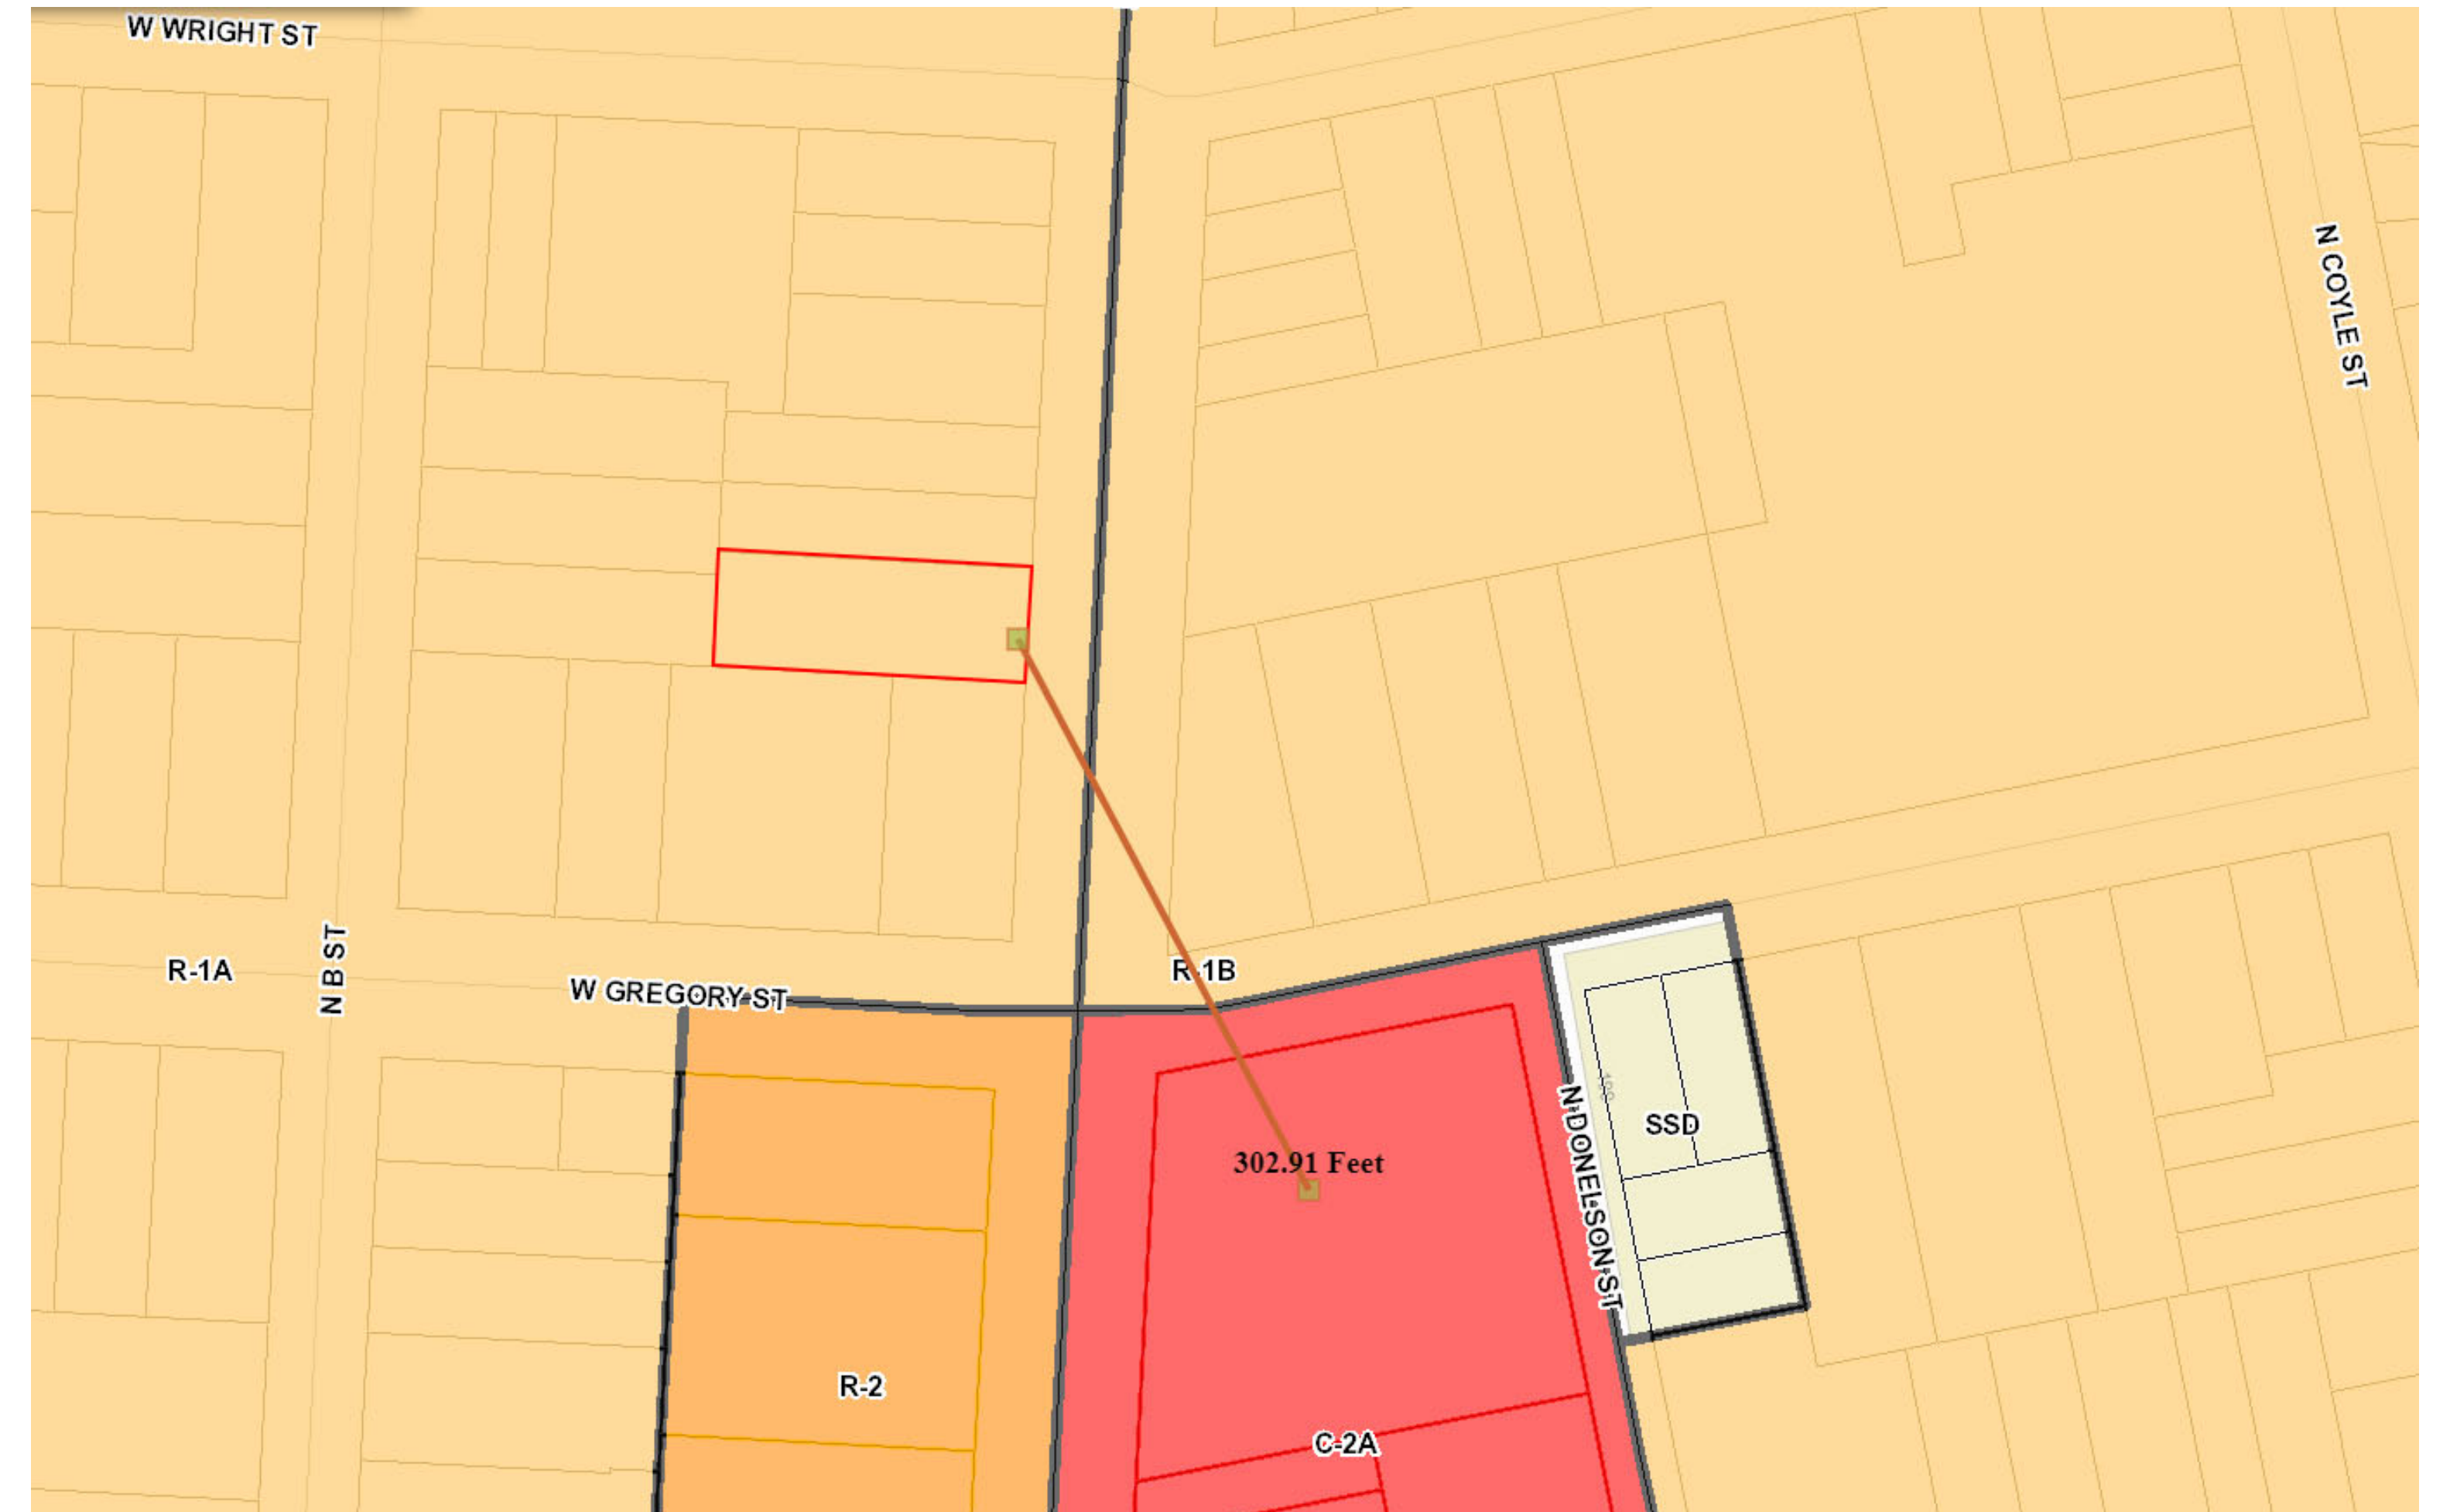 W WRIGHT ST
N COYLE ST
N B ST
R-1A
W GREGORY ST
R-1B
N DONELSON ST
SSD
302.91 Feet
R-2
C-2A